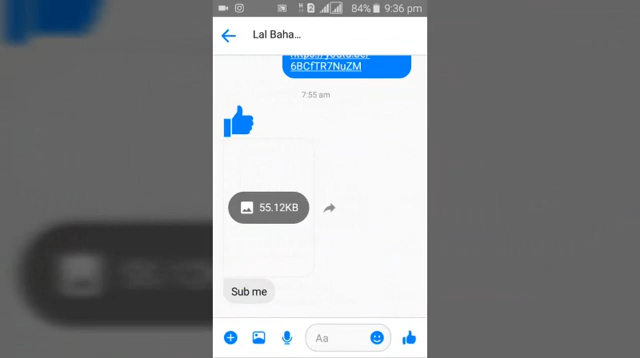 84% 9:36 pm
Lal Baha...
6BCfTR7NuZM
7:55 am
55.12KB
Sub me
Aa